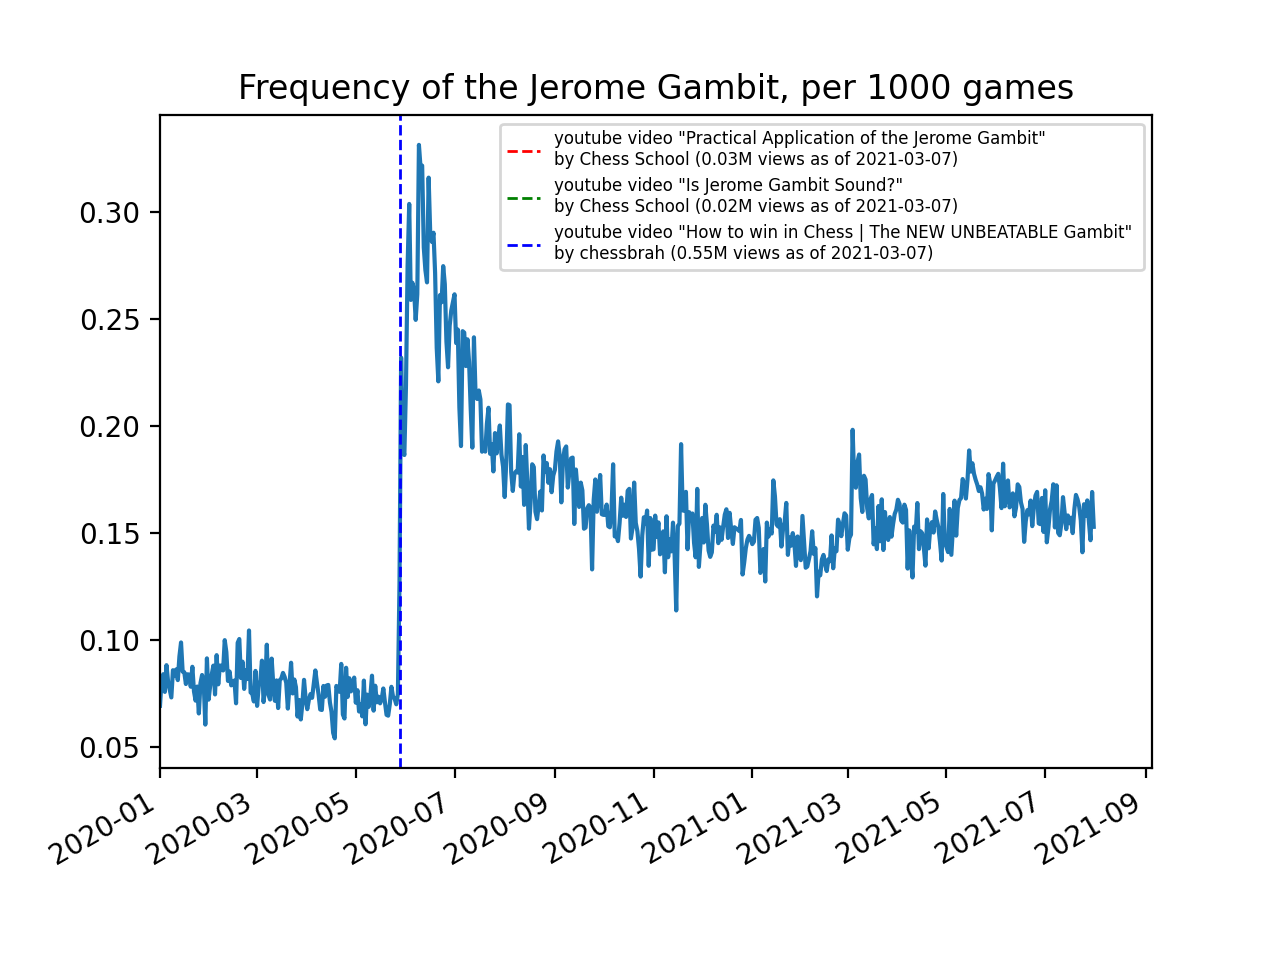 Frequency of the Jerome Gambit, per 1000 games
youtube video "Practical Application of the Jerome Gambit"
by Chess School (0.03M views as of 2021-03-07)
youtube video "Is Jerome Gambit Sound?"
by Chess School (0.02M views as of 2021-03-07)
youtube video "How to win in Chess | The NEW UNBEATABLE Gambit"
by chessbrah (0.55M views as of 2021-03-07)
0.30
0.25
0.20
0.15
0.10
0.05
2020-01
2020-03
2020-05
2020-07
2020-09
2020-11
2021-01
2021-03
2021-05
2021-07
2021-09